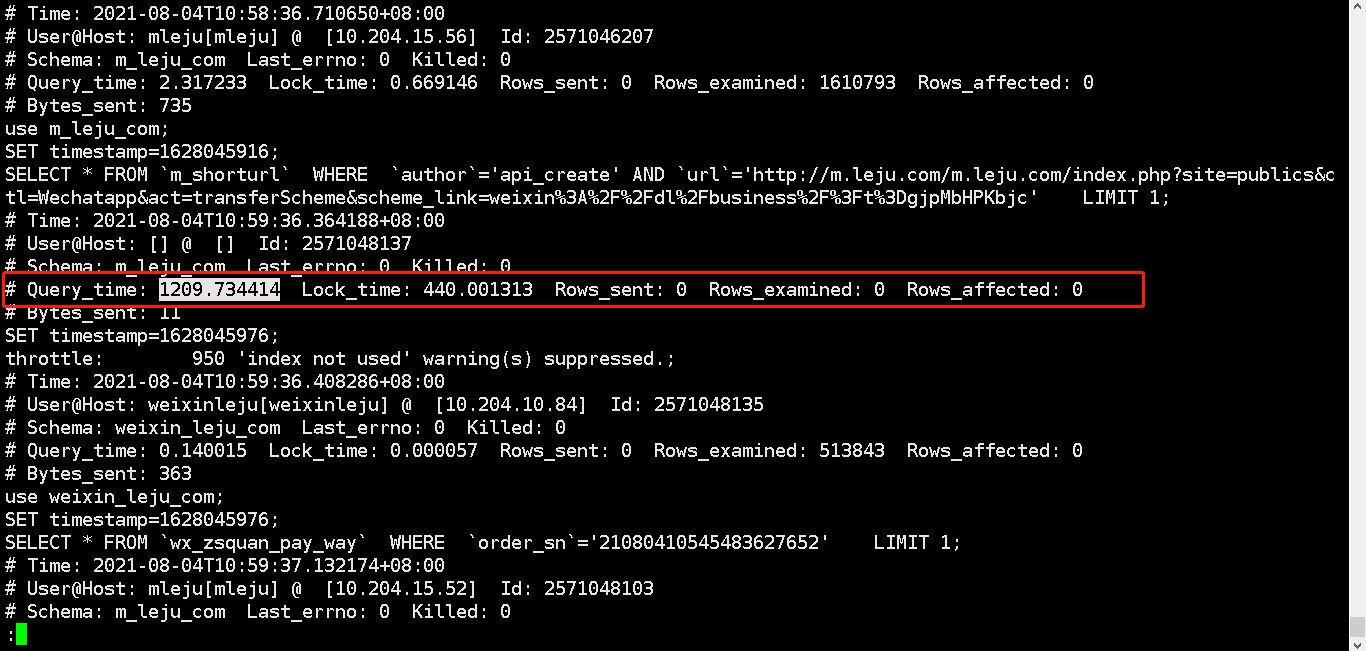 # Time: 2021-08-04T10:58:36.710650+08:00
# User@Host: mleju[mleju] @  [10.204.15.56]  Id: 2571046207
# Schema: m_leju_com  Last_errno: 0  Killed: 0
# Query_time: 2.317233  Lock_time: 0.669146  Rows_sent: 0  Rows_examined: 1610793  Rows_affected: 0
# Bytes_sent: 735
use m_leju_com;
SET timestamp=1628045916;
SELECT * FROM `m_shorturl`  WHERE  `author`='api_create' AND `url`='http://m.leju.com/m.leju.com/index.php?site=publics&c
tl=Wechatapp&act=transferScheme&scheme_link=weixin%3A%2F%2Fdl%2Fbusiness%2F%3Ft%3DgjpMbHPKbjc'    LIMIT 1;
# Time: 2021-08-04T10:59:36.364188+08:00
# User@Host: [] @  []  Id: 2571048137
# Schema: m_leju_com  Last_errno: 0  Killed: 0
# Query_time: 1209.734414  Lock_time: 440.001313  Rows_sent: 0  Rows_examined: 0  Rows_affected: 0
# Bytes_sent: 11
SET timestamp=1628045976;
throttle:        950 'index not used' warning(s) suppressed.;
# Time: 2021-08-04T10:59:36.408286+08:00
# User@Host: weixinleju[weixinleju] @  [10.204.10.84]  Id: 2571048135
# Schema: weixin_leju_com  Last_errno: 0  Killed: 0
# Query_time: 0.140015  Lock_time: 0.000057  Rows_sent: 0  Rows_examined: 513843  Rows_affected: 0
# Bytes_sent: 363
use weixin_leju_com;
SET timestamp=1628045976;
SELECT * FROM `wx_zsquan_pay_way`  WHERE  `order_sn`='21080410545483627652'    LIMIT 1;
# Time: 2021-08-04T10:59:37.132174+08:00
# User@Host: mleju[mleju] @  [10.204.15.52]  Id: 2571048103
# Schema: m_leju_com  Last_errno: 0  Killed: 0
: